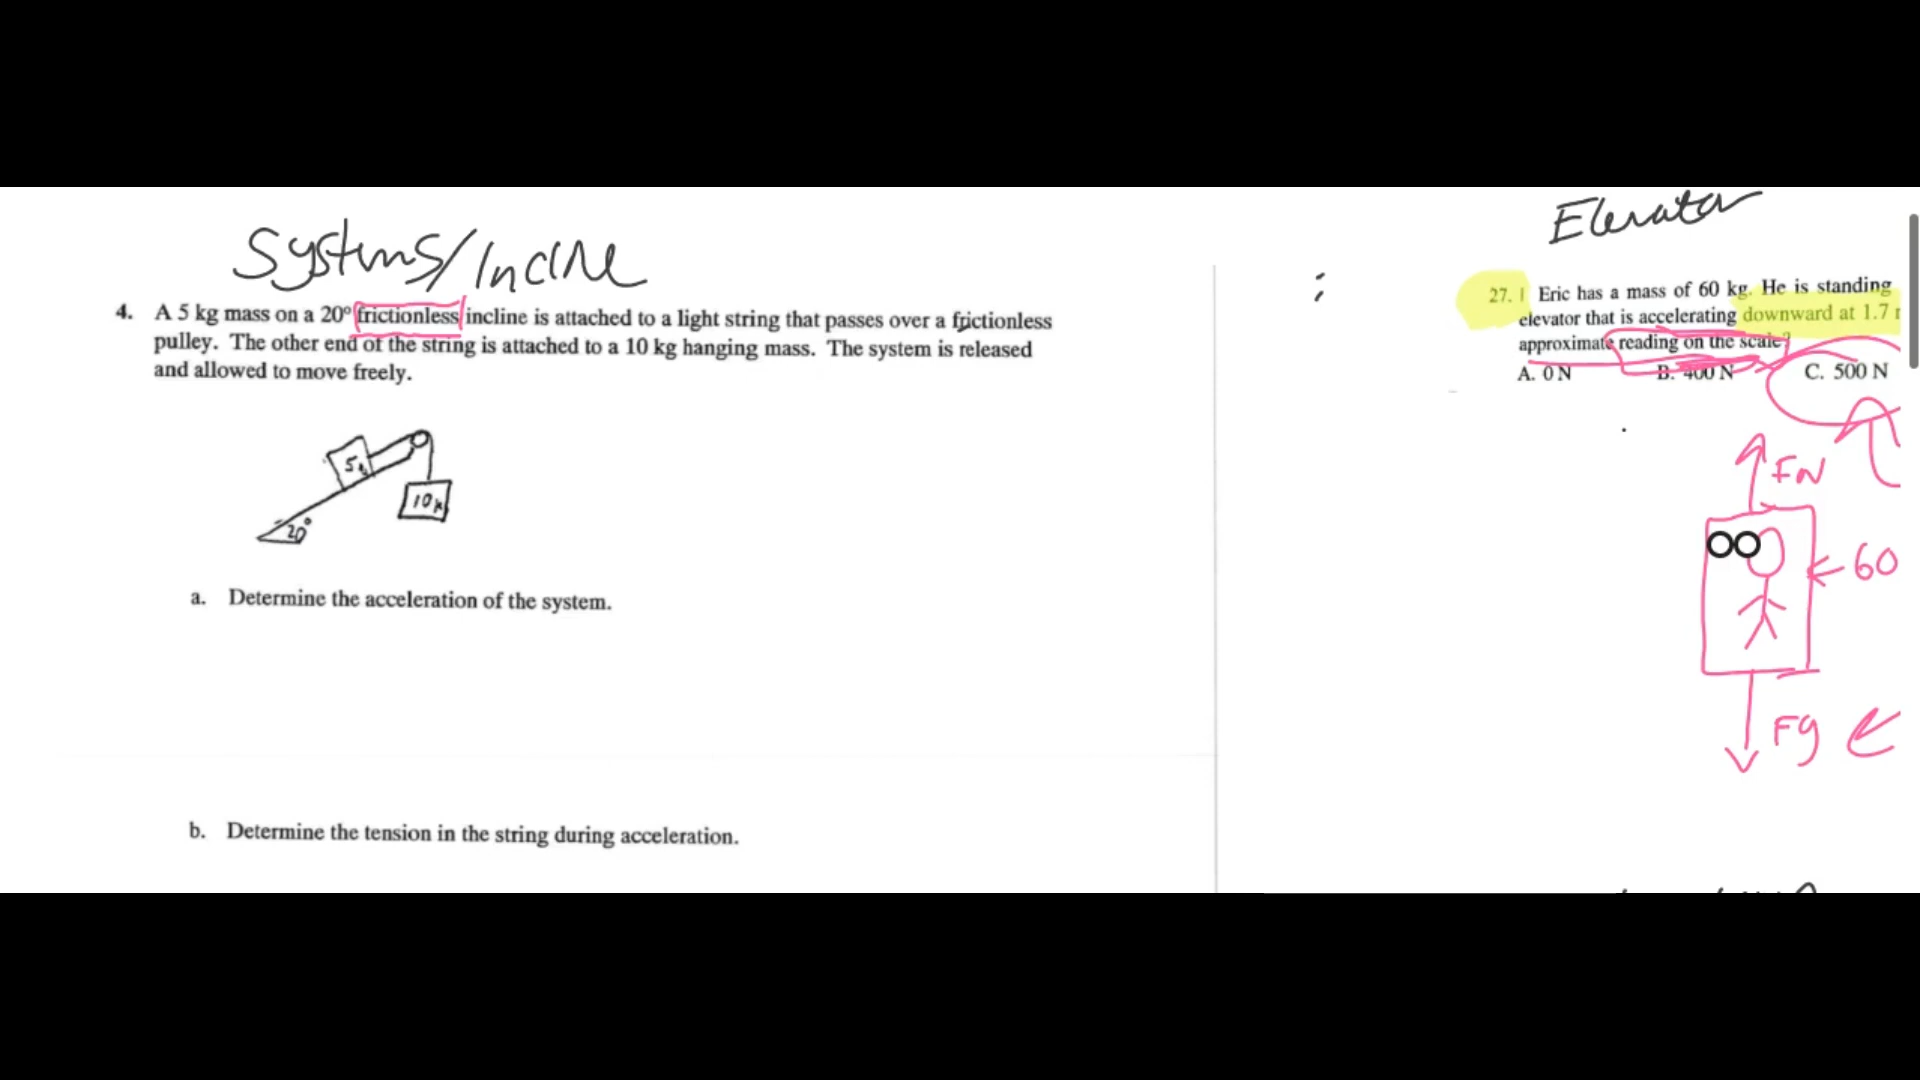 Systems/Incline
4. A 5 kg mass on a 20° frictionless incline is attached to a light string that passes over a frictionless
pulley. The other end of the string is attached to a 10 kg hanging mass. The system is released
and allowed to move freely.
5
10k
20°
a. Determine the acceleration of the system.
b. Determine the tension in the string during acceleration.
Elevator
27. Eric has a mass of 60 kg. He is standing
elevator that is accelerating downward at 1.7
approximate reading on the scale?
A. 0 N B. 400 N C. 500 N
FN
60
Fg